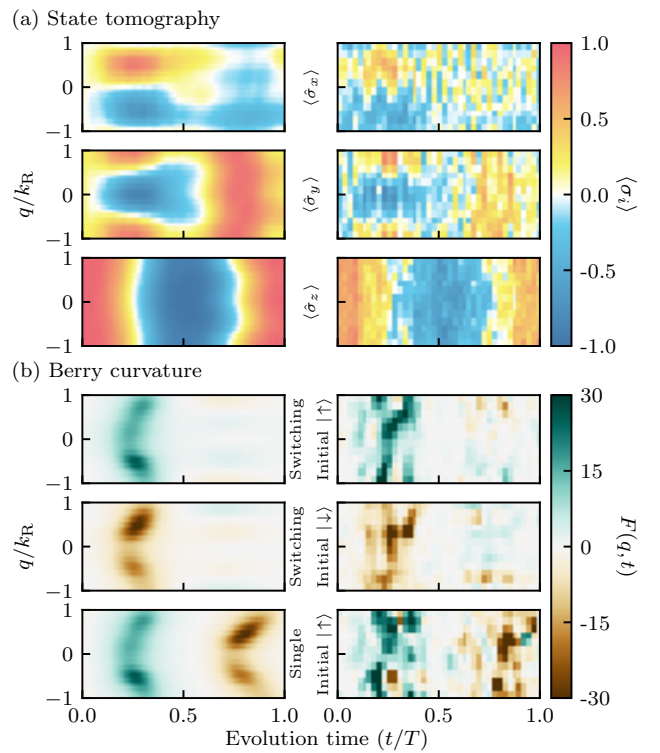 (a) State tomography
1
0
−1
⟨σ̂x⟩
1
0
−1
q/kR
⟨σ̂y⟩
1
0
−1
⟨σ̂z⟩
1.0
0.5
0.0
-0.5
-1.0
⟨σi⟩
(b) Berry curvature
1
0
−1
Switching
Initial |↑⟩
1
0
−1
q/kR
Switching
Initial |↓⟩
1
0
−1
Single
Initial |↑⟩
0.0
0.5
1.0
0.0
0.5
1.0
Evolution time (t/T)
30
15
0
-15
-30
F(q,t)